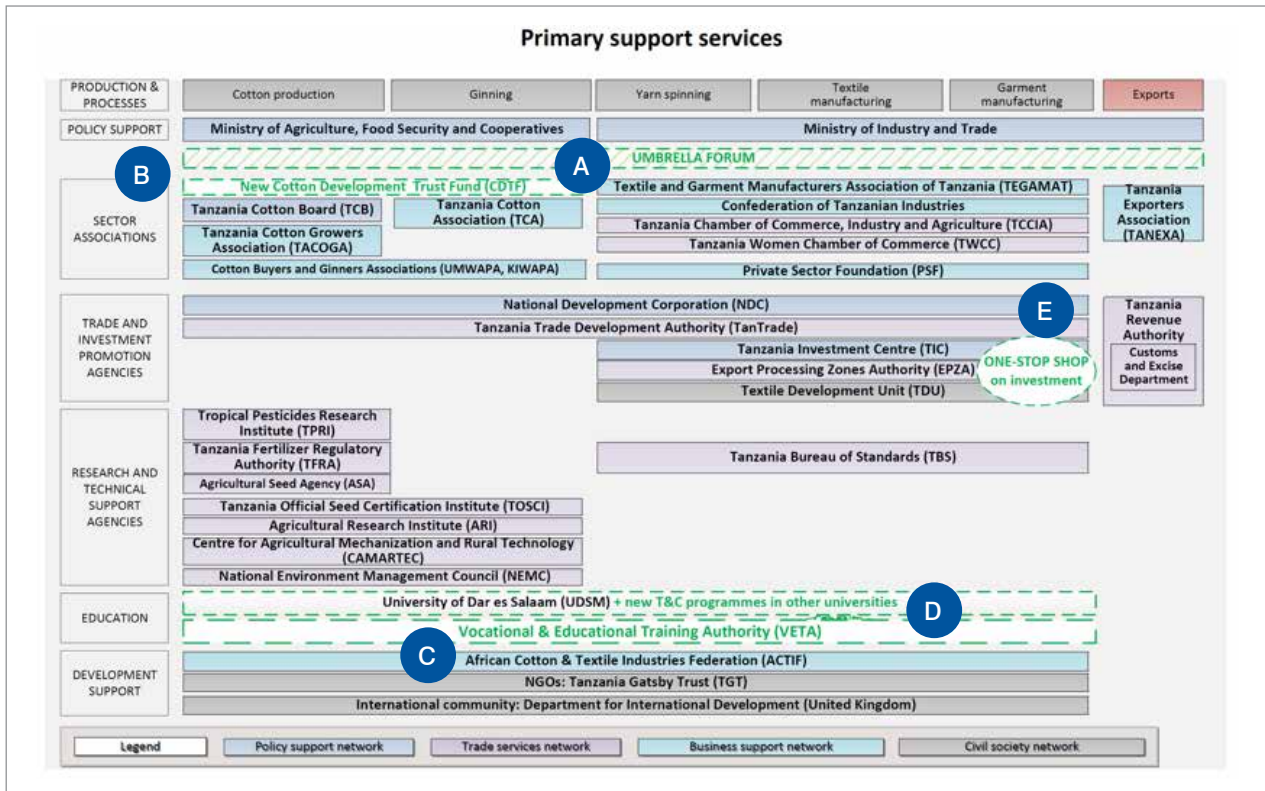 Primary support services
PRODUCTION &
PROCESSES
Cotton production
Ginning
Yarn spinning
Textile
manufacturing
Garment
manufacturing
Exports
POLICY SUPPORT
Ministry of Agriculture, Food Security and Cooperatives
Ministry of Industry and Trade
A
UMBRELLA FORUM
B
SECTOR
ASSOCIATIONS
New Cotton Development Trust Fund (CDTF)
Tanzania Cotton Board (TCB)
Tanzania Cotton
Association (TCA)
Tanzania Cotton Growers
Association (TACOGA)
Cotton Buyers and Ginners Associations (UMWAPA, KIWAPA)
Textile and Garment Manufacturers Association of Tanzania (TEGAMAT)
Confederation of Tanzanian Industries
Tanzania Chamber of Commerce, Industry and Agriculture (TCCIA)
Tanzania Women Chamber of Commerce (TWCC)
Private Sector Foundation (PSF)
Tanzania
Exporters
Association
(TANEXA)
TRADE AND
INVESTMENT
PROMOTION
AGENCIES
National Development Corporation (NDC)
Tanzania Trade Development Authority (TanTrade)
Tanzania Investment Centre (TIC)
Export Processing Zones Authority (EPZA)
Textile Development Unit (TDU)
E
ONE-STOP SHOP
on investment
Tanzania
Revenue
Authority
Customs
and Excise
Department
RESEARCH AND
TECHNICAL
SUPPORT
AGENCIES
Tropical Pesticides Research
Institute (TPRI)
Tanzania Fertilizer Regulatory
Authority (TFRA)
Agricultural Seed Agency (ASA)
Tanzania Official Seed Certification Institute (TOSCI)
Agricultural Research Institute (ARI)
Centre for Agricultural Mechanization and Rural Technology
(CAMARTEC)
National Environment Management Council (NEMC)
Tanzania Bureau of Standards (TBS)
EDUCATION
University of Dar es Salaam (UDSM) + new T&C programmes in other universities
D
Vocational & Educational Training Authority (VETA)
C
DEVELOPMENT
SUPPORT
African Cotton & Textile Industries Federation (ACTIF)
NGOs: Tanzania Gatsby Trust (TGT)
International community: Department for International Development (United Kingdom)
Legend
Policy support network
Trade services network
Business support network
Civil society network